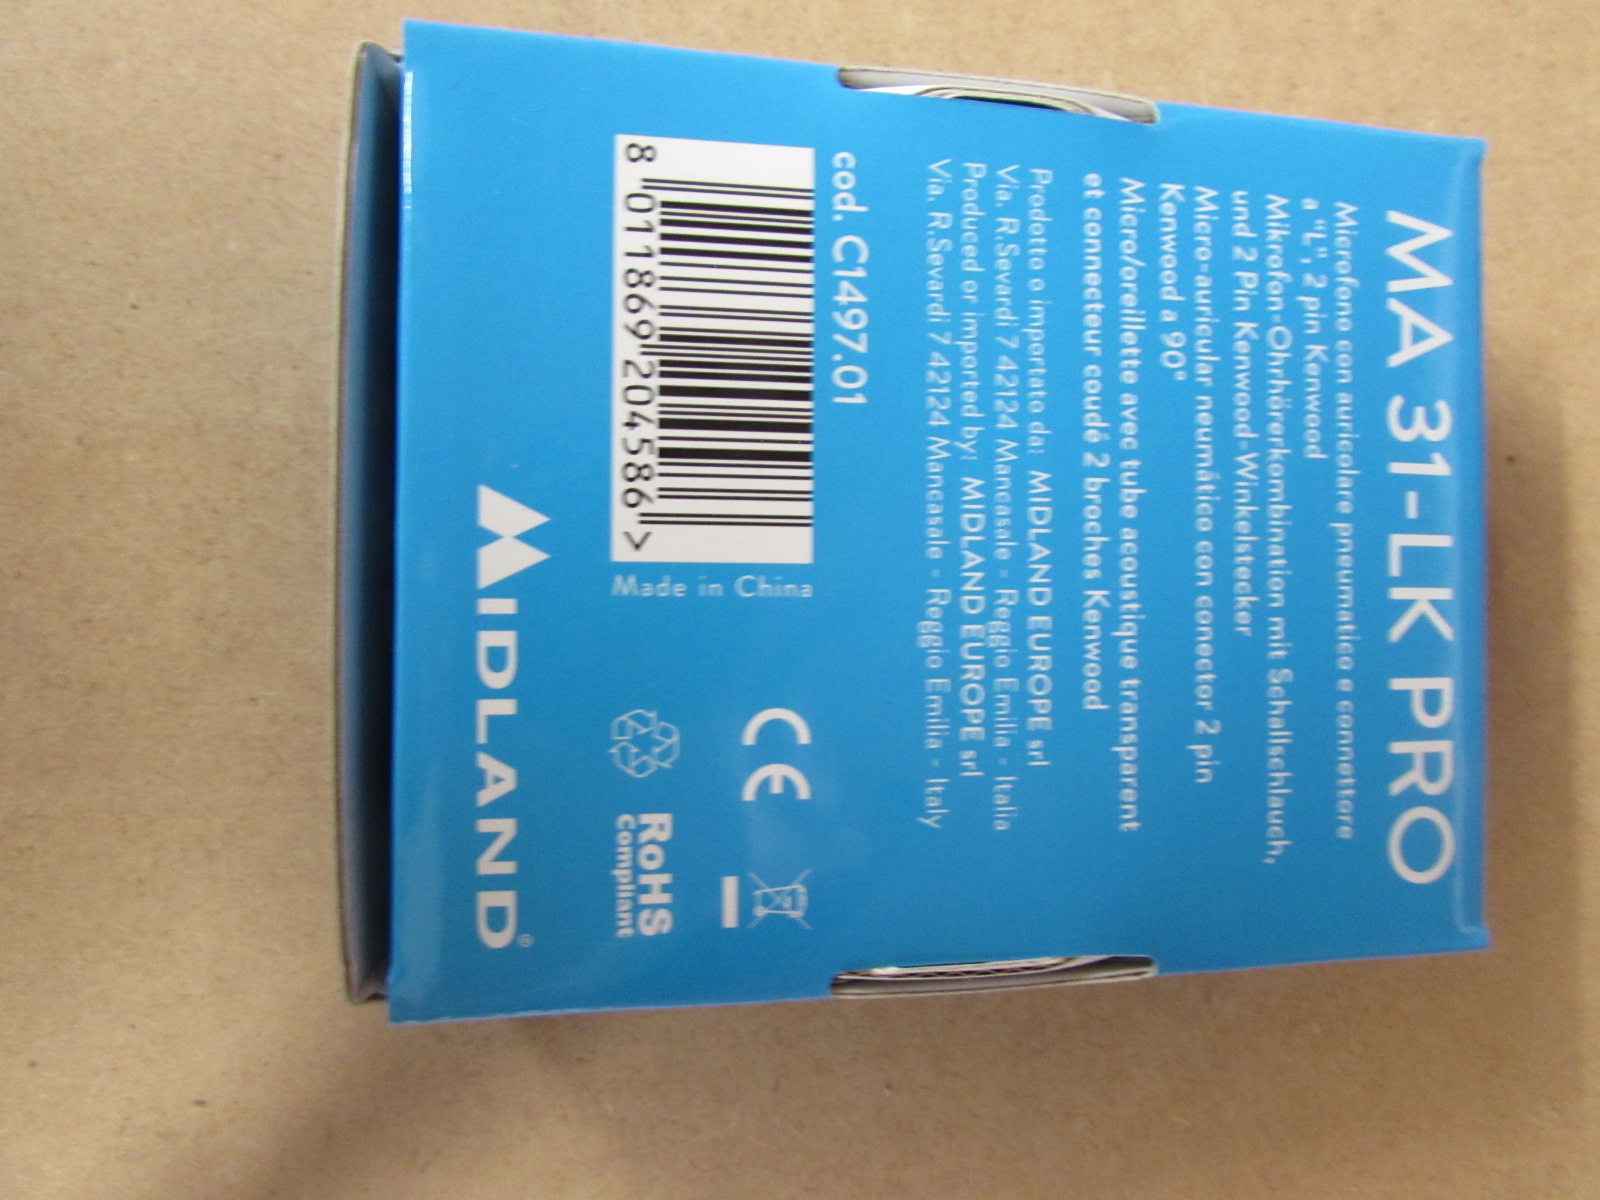 MA 31-LK PRO
Microfono con auricolare pneumatico e connettore
a "L", 2 pin Kenwood
Mikrofon-Ohrhörerkombination mit Schallschlauch,
und 2 Pin Kenwood-Winkelstecker
Micro-auricular neumático con conector 2 pin
Kenwood a 90º
Micro/oreillette avec tube acoustique transparent
et connecteur coudé 2 broches Kenwood
Prodotto o importato da: MIDLAND EUROPE srl
Via. R.Sevardi 7 42124 Mancasale - Reggio Emilia - Italia
Produced or imported by: MIDLAND EUROPE srl
Via. R.Sevardi 7 42124 Mancasale - Reggio Emilia - Italy
cod. C1497.01
8 011869 204586 >
Made in China
CE
RoHS
compliant
MIDLAND®